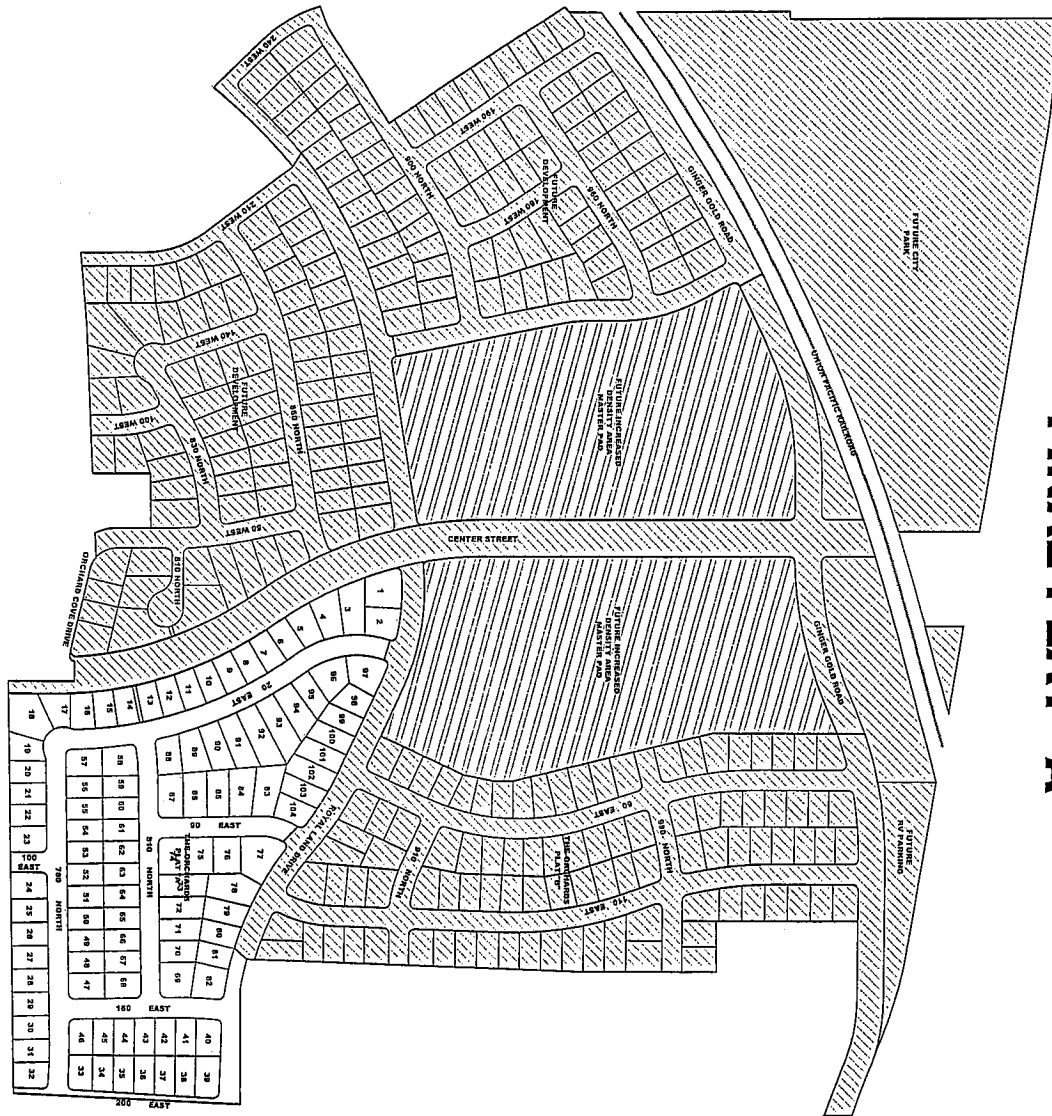 240 WEST
190 WEST
900 NORTH
FUTURE
DEVELOPMENT
160 WEST
960 NORTH
GINGER GOLD ROAD
FUTURE CITY
PARK
UNION PACIFIC RAILROAD
210 WEST
140 WEST
FUTURE
DEVELOPMENT
850 NORTH
100 WEST
830 NORTH
50 WEST
810 NORTH
ORCHARD COVE DRIVE
FUTURE INCREASED
DENSITY AREA
MASTER PAD
CENTER STREET
FUTURE INCREASED
DENSITY AREA
MASTER PAD
GINGER GOLD ROAD
FUTURE
RV PARKING
1
2
3
4
5
6
7
8
9
10
11
12
13
14
15
16
17
18
19
20
21
22
23
20 EAST
97
96
95
94
93
92
91
90
89
88
98
99
100
101
102
103
104
87
86
85
84
83
90 EAST
ROYAL LAND DRIVE
60 EAST
990 NORTH
910 NORTH
THE ORCHARDS
PLAT "B"
110 EAST
57
56
55
54
53
52
51
50
49
48
47
58
59
60
61
62
63
64
65
66
67
68
810 NORTH
THE ORCHARDS
PLAT "A"
74
73
72
71
70
69
75
76
77
78
79
80
81
82
100
EAST
780 NORTH
24
25
26
27
28
29
30
31
32
160 EAST
46
45
44
43
42
41
40
33
34
35
36
37
38
39
200 EAST